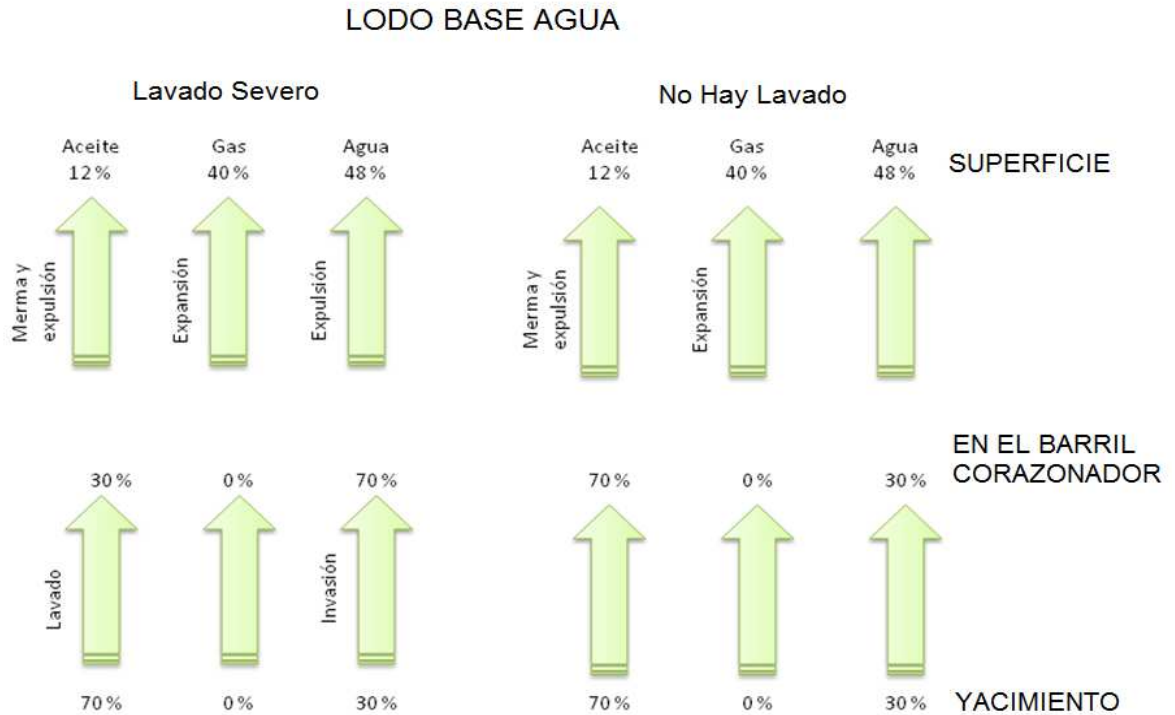 LODO BASE AGUA
Lavado Severo
No Hay Lavado
Aceite Gas Agua
12% 40% 48%
Aceite Gas Agua
12% 40% 48%
SUPERFICIE
Merma y
expulsión
Expansión
Expulsión
Merma y
expulsión
Expansión
30% 0% 70%
70% 0% 30%
EN EL BARRIL
CORAZONADOR
Lavado
Invasión
70% 0% 30%
70% 0% 30%
YACIMIENTO